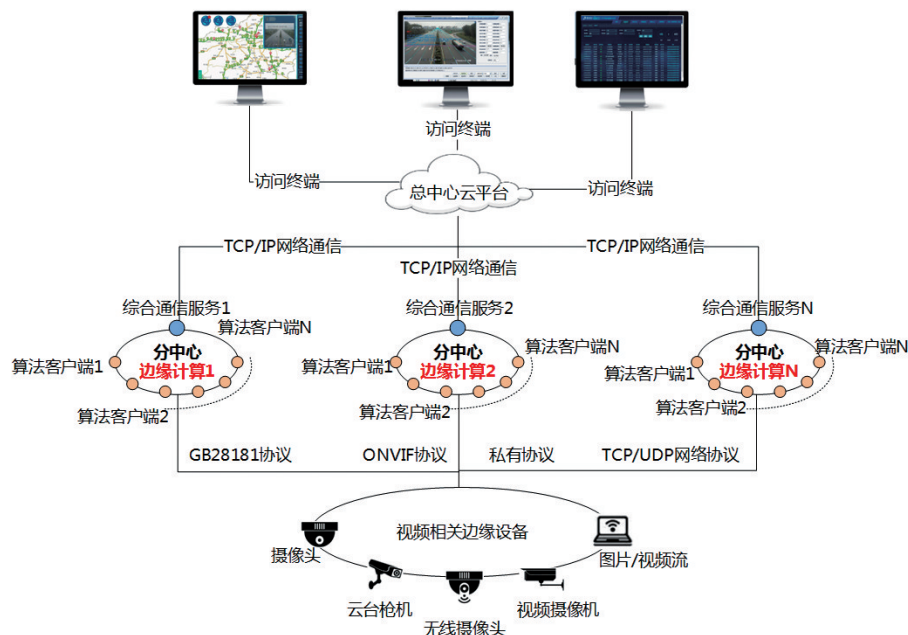 访问终端
访问终端
访问终端
总中心云平台
TCP/IP网络通信
TCP/IP网络通信
TCP/IP网络通信
综合通信服务1
综合通信服务2
综合通信服务N
算法客户端N
算法客户端1
分中心
边缘计算1
算法客户端2
算法客户端N
算法客户端1
分中心
边缘计算2
算法客户端2
算法客户端N
算法客户端1
分中心
边缘计算N
算法客户端2
GB28181协议
ONVIF协议
私有协议
TCP/UDP网络协议
视频相关边缘设备
摄像头
图片/视频流
云台枪机
视频摄像机
无线摄像头